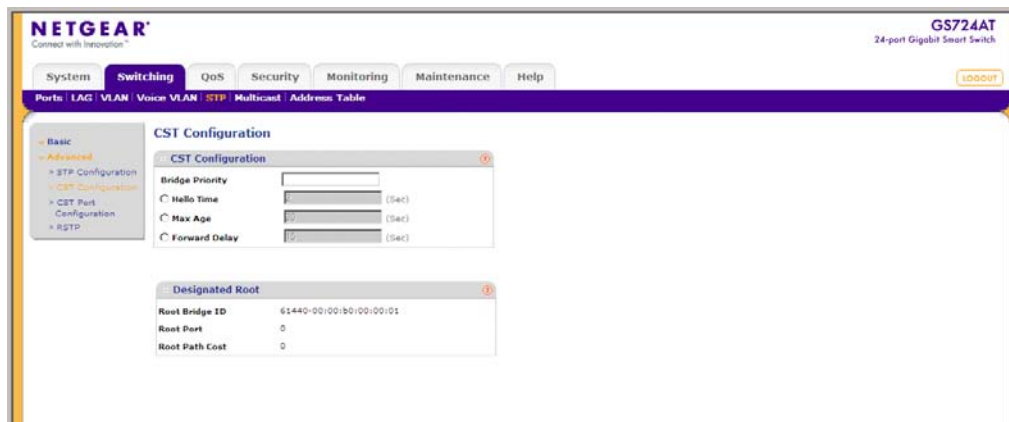 NETGEAR
Connect with Innovation™
GS724AT
24-port Gigabit Smart Switch
System Switching QoS Security Monitoring Maintenance Help
LOGOUT
Ports LAG VLAN Voice VLAN STP Multicast Address Table
Basic
Advanced
STP Configuration
CST Configuration
CST Port
Configuration
RSTP
CST Configuration
CST Configuration
Bridge Priority
Hello Time (Sec)
Max Age (Sec)
Forward Delay (Sec)
Designated Root
Root Bridge ID 61440-00:00:b0:00:00:01
Root Port 0
Root Path Cost 0